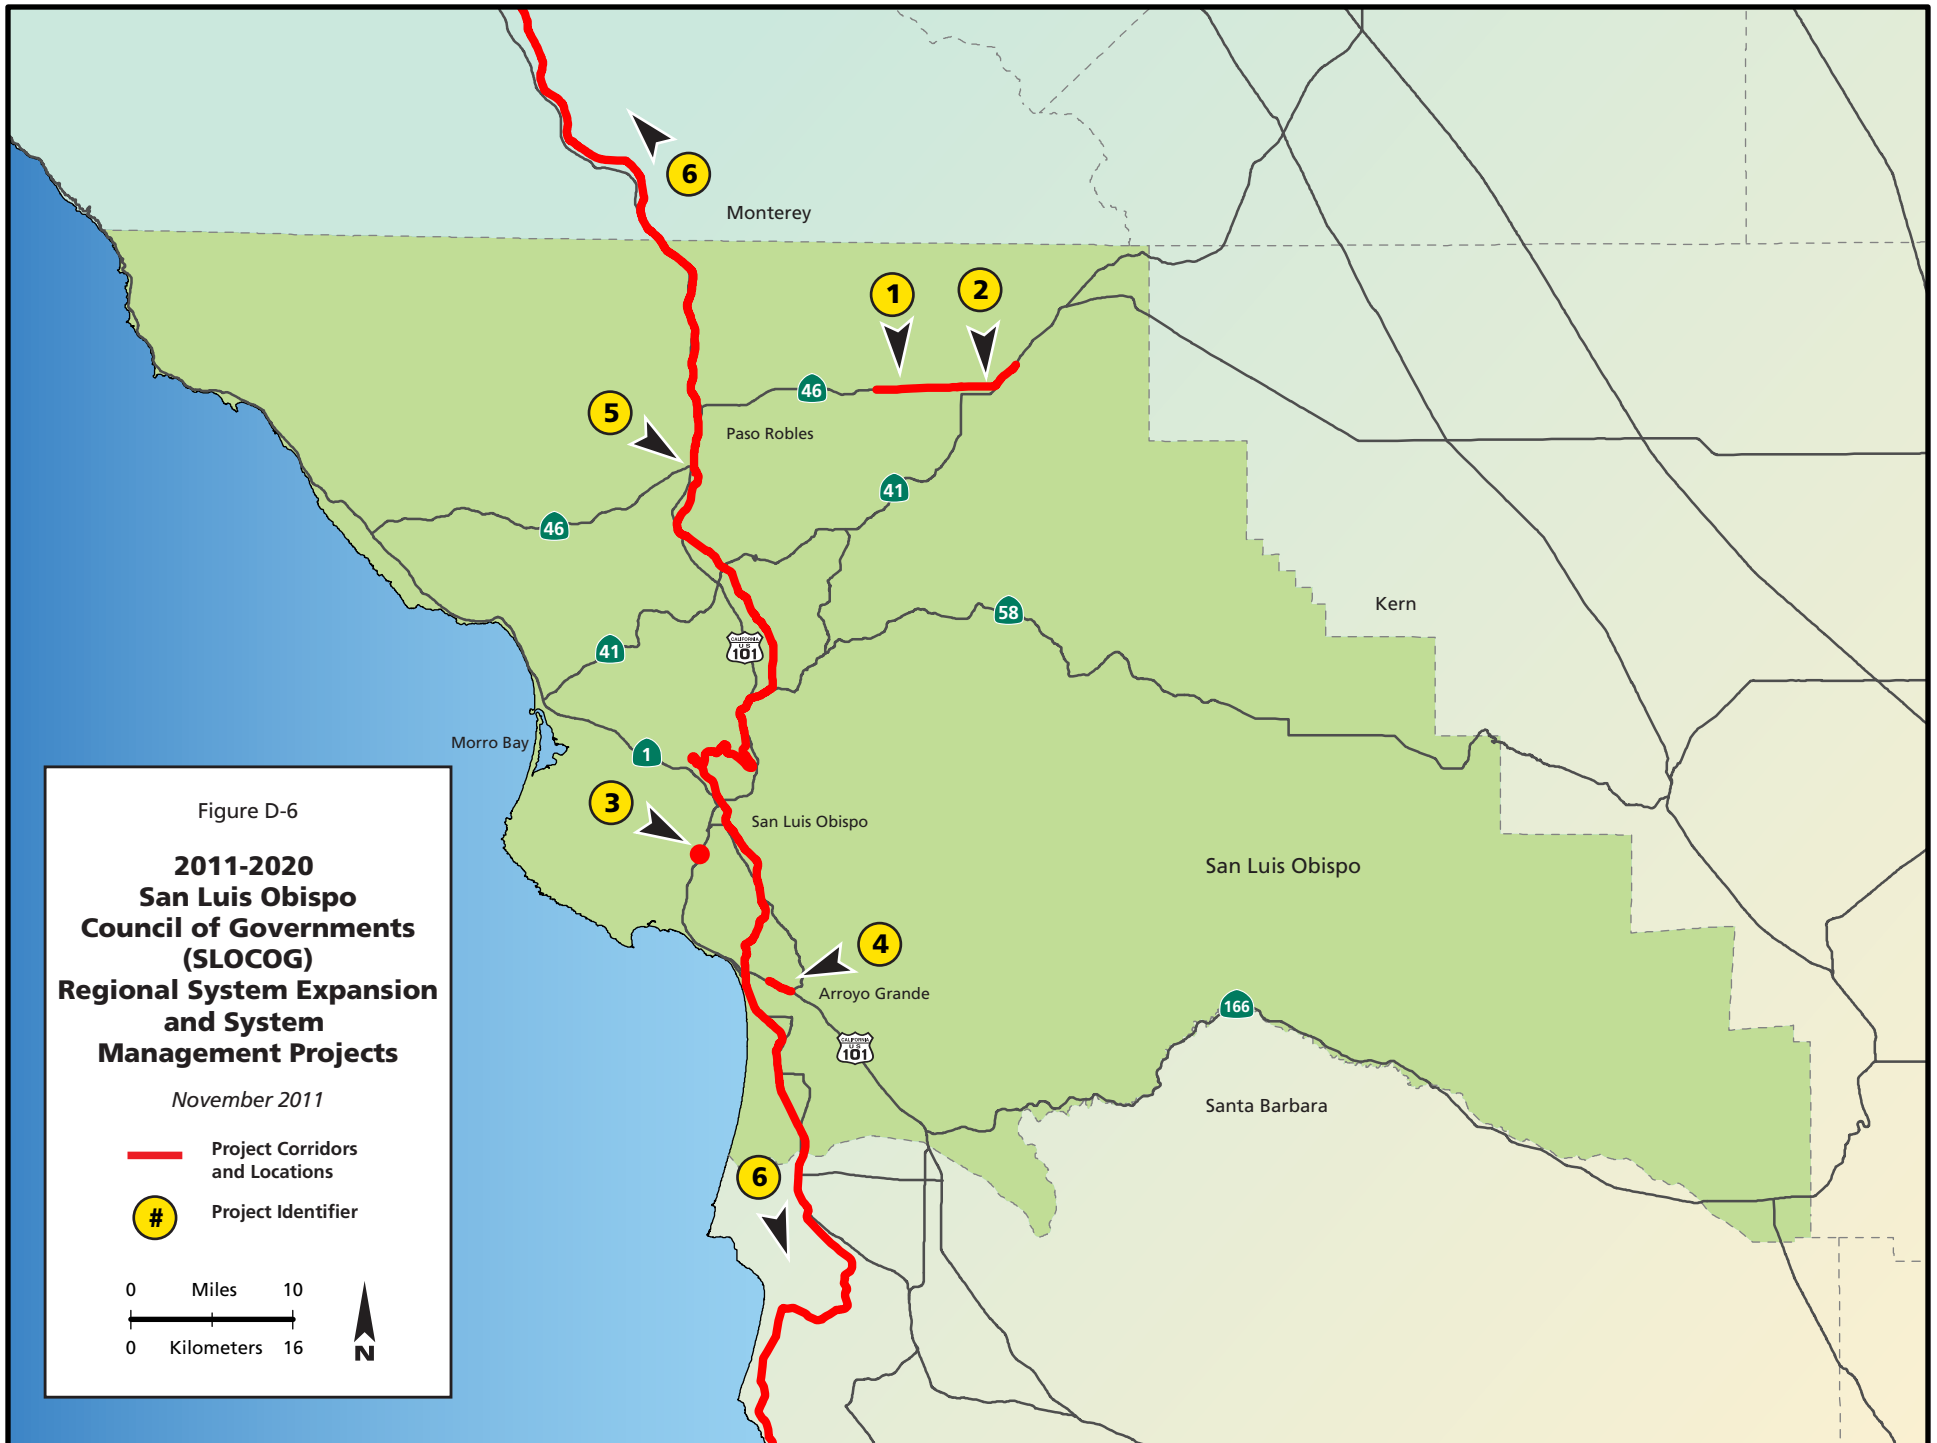 6
Monterey
1
2
46
5
Paso Robles
41
46
58
Kern
41
CALIFORNIA
U S
101
Morro Bay
1
3
San Luis Obispo
San Luis Obispo
4
Arroyo Grande
166
CALIFORNIA
U S
101
Santa Barbara
6
Figure D-6
2011-2020
San Luis Obispo
Council of Governments
(SLOCOG)
Regional System Expansion
and System
Management Projects
November 2011
Project Corridors
and Locations
# Project Identifier
0 Miles 10
0 Kilometers 16
N